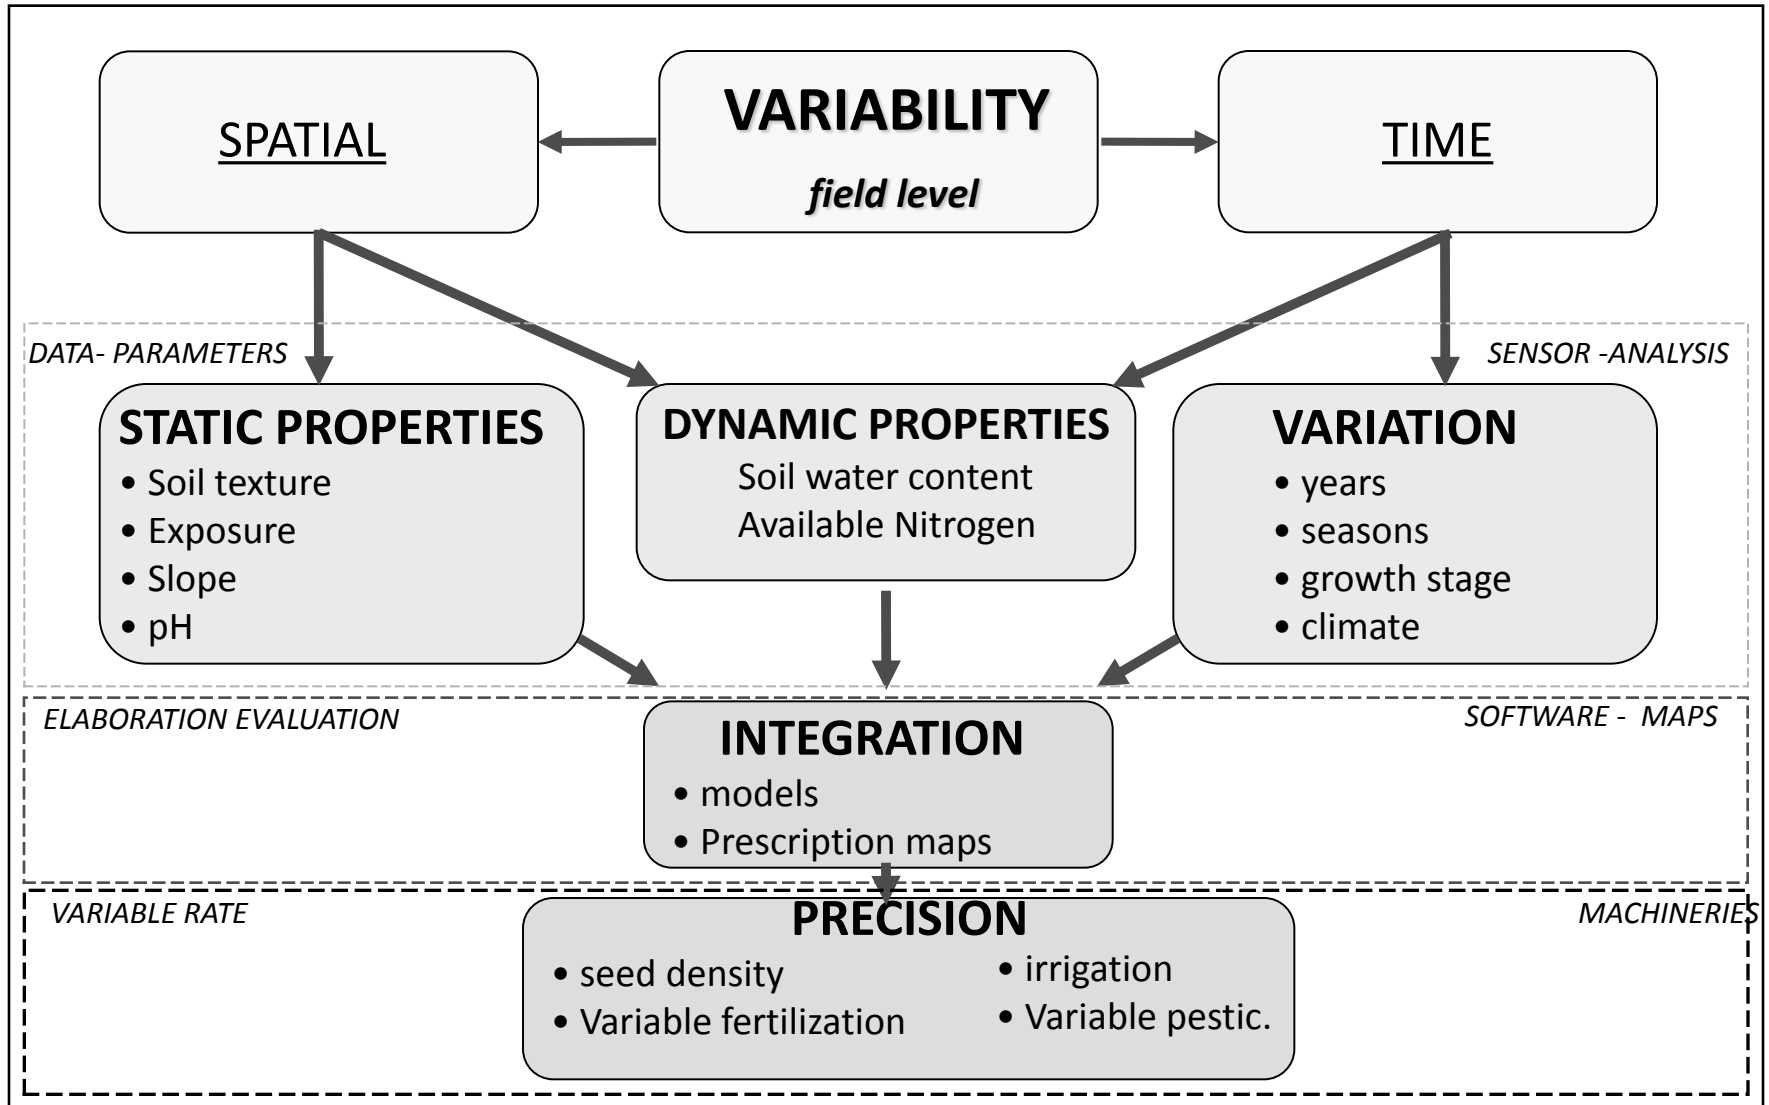 SPATIAL
VARIABILITY
field level
TIME
DATA- PARAMETERS
SENSOR -ANALYSIS
STATIC PROPERTIES
• Soil texture
• Exposure
• Slope
• pH
DYNAMIC PROPERTIES
Soil water content
Available Nitrogen
VARIATION
• years
• seasons
• growth stage
• climate
ELABORATION EVALUATION
SOFTWARE - MAPS
INTEGRATION
• models
• Prescription maps
VARIABLE RATE
MACHINERIES
PRECISION
• seed density
• Variable fertilization
• irrigation
• Variable pestic.